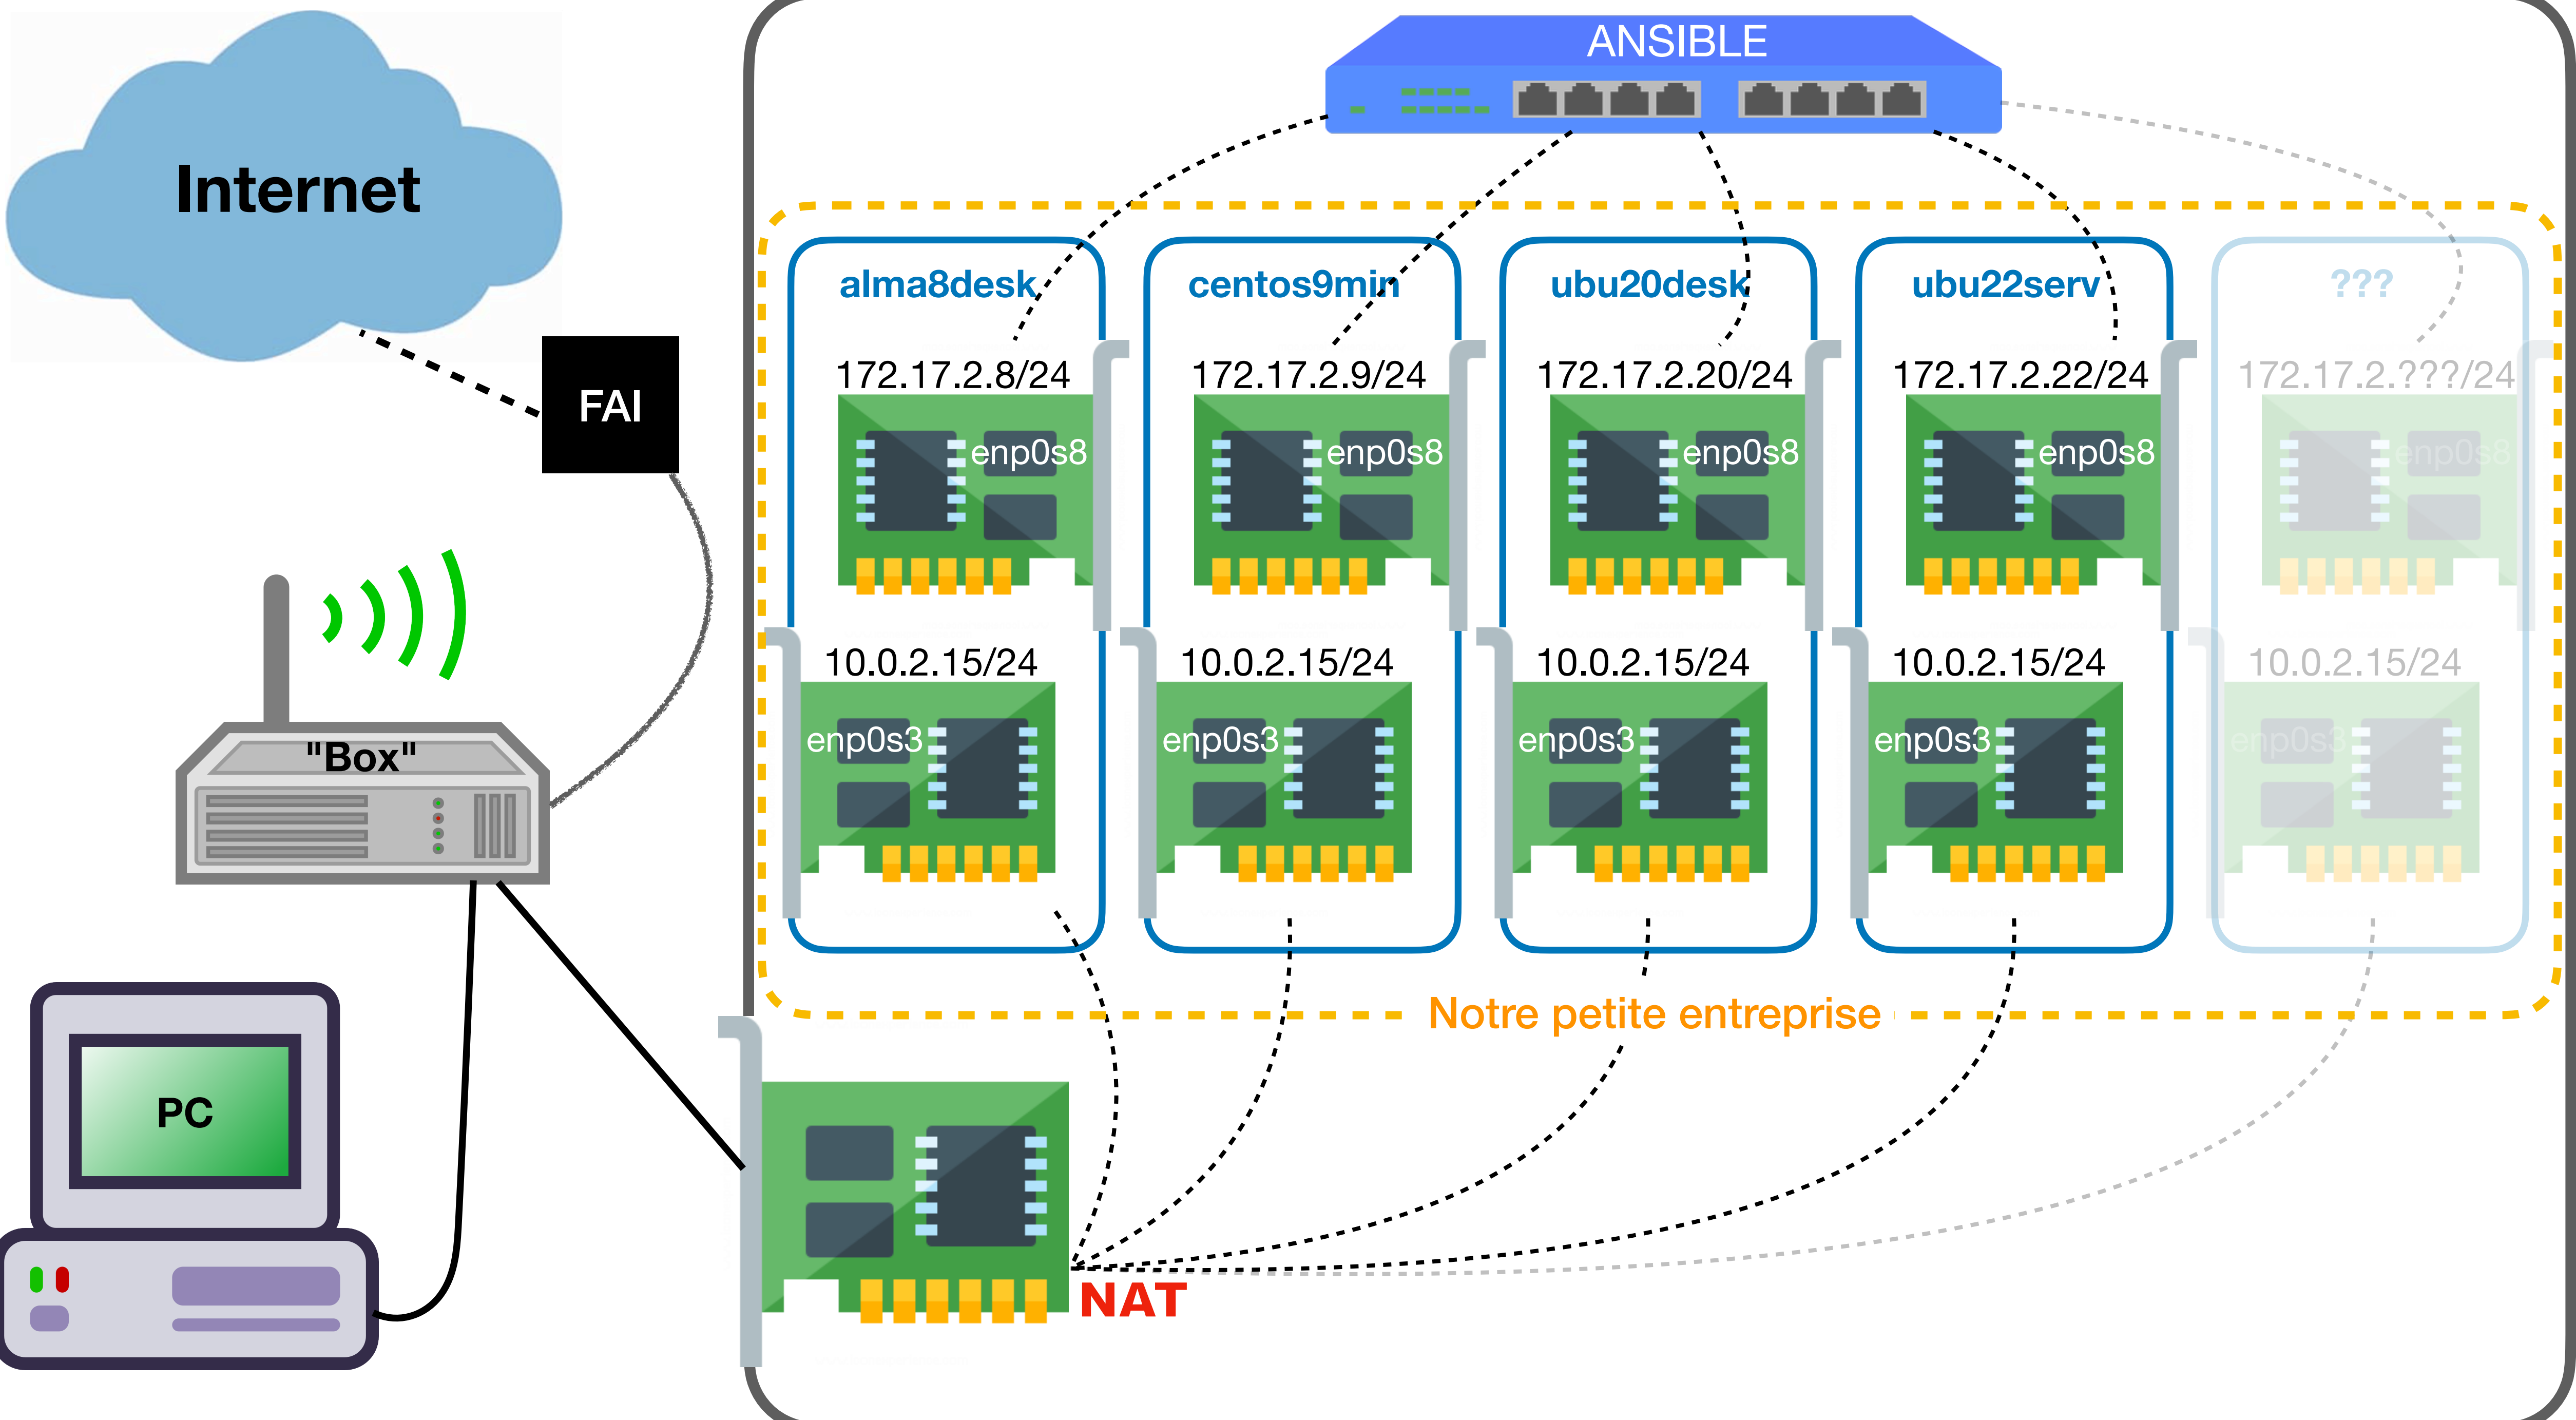 Internet
FAI
"Box"
PC
ANSIBLE
alma8desk
172.17.2.8/24
enp0s8
10.0.2.15/24
enp0s3
centos9min
172.17.2.9/24
enp0s8
10.0.2.15/24
enp0s3
ubu20desk
172.17.2.20/24
enp0s8
10.0.2.15/24
enp0s3
ubu22serv
172.17.2.22/24
enp0s8
10.0.2.15/24
enp0s3
???
172.17.2.???/24
enp0s8
10.0.2.15/24
enp0s3
Notre petite entreprise
NAT